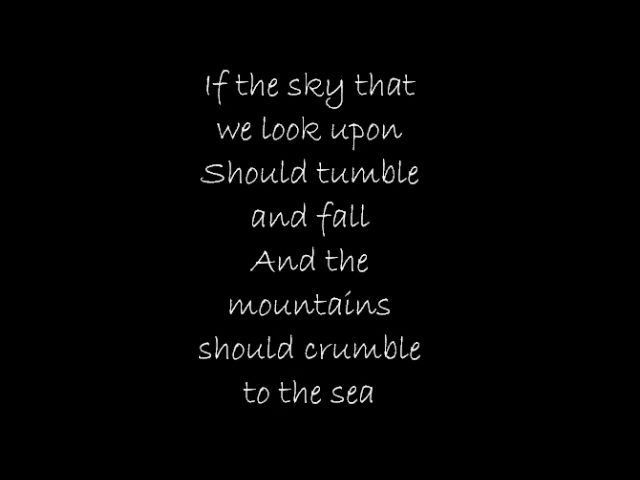 If the sky that
we look upon
Should tumble
and fall
And the
mountains
should crumble
to the sea